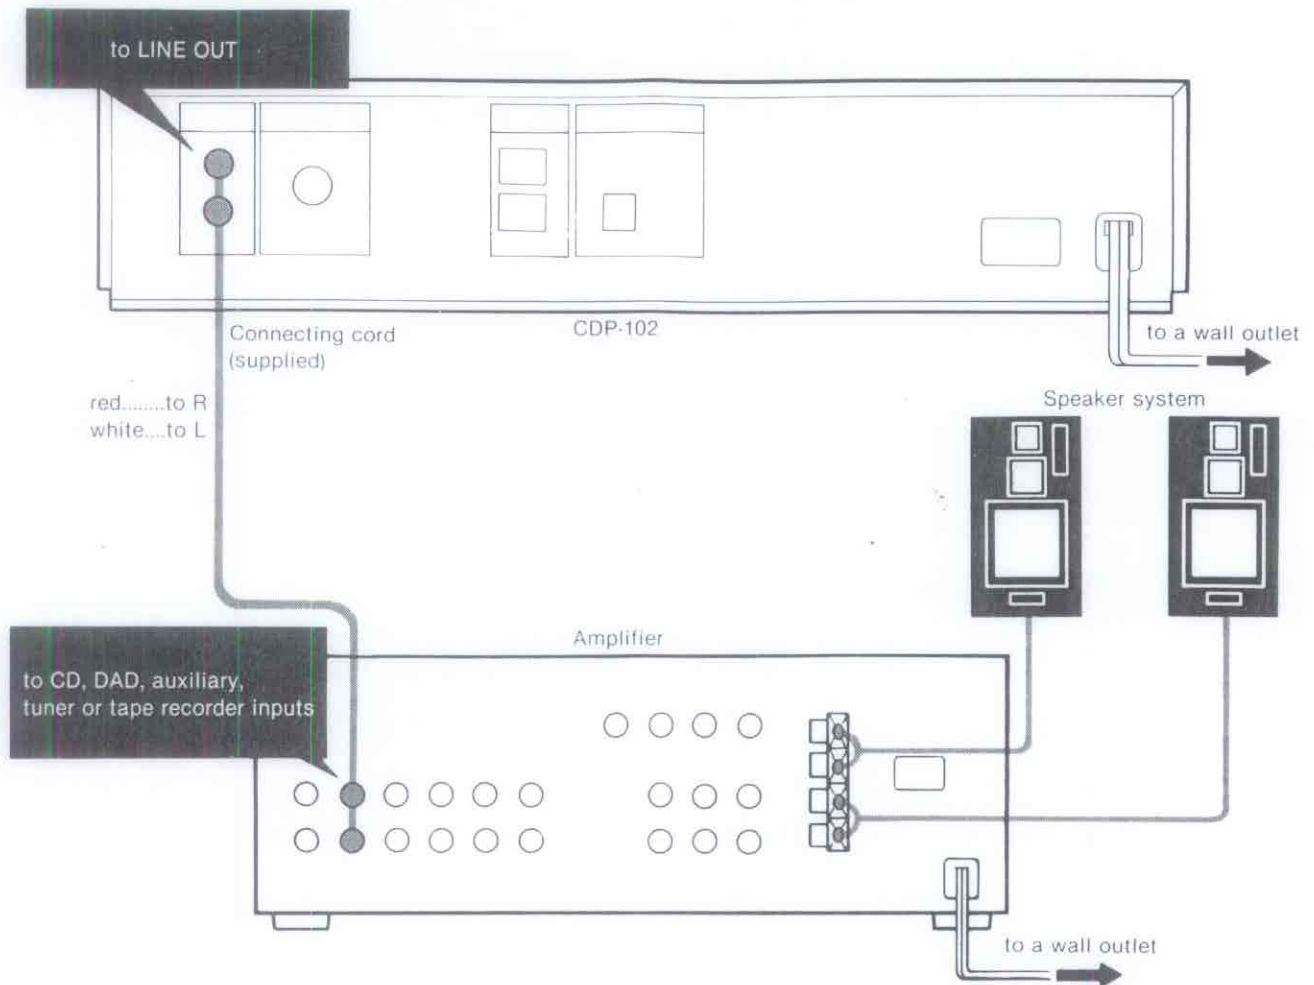 to LINE OUT
Connecting cord
(supplied)
CDP-102
to a wall outlet
red........to R
white....to L
Speaker system
Amplifier
to CD, DAD, auxiliary,
tuner or tape recorder inputs
to a wall outlet